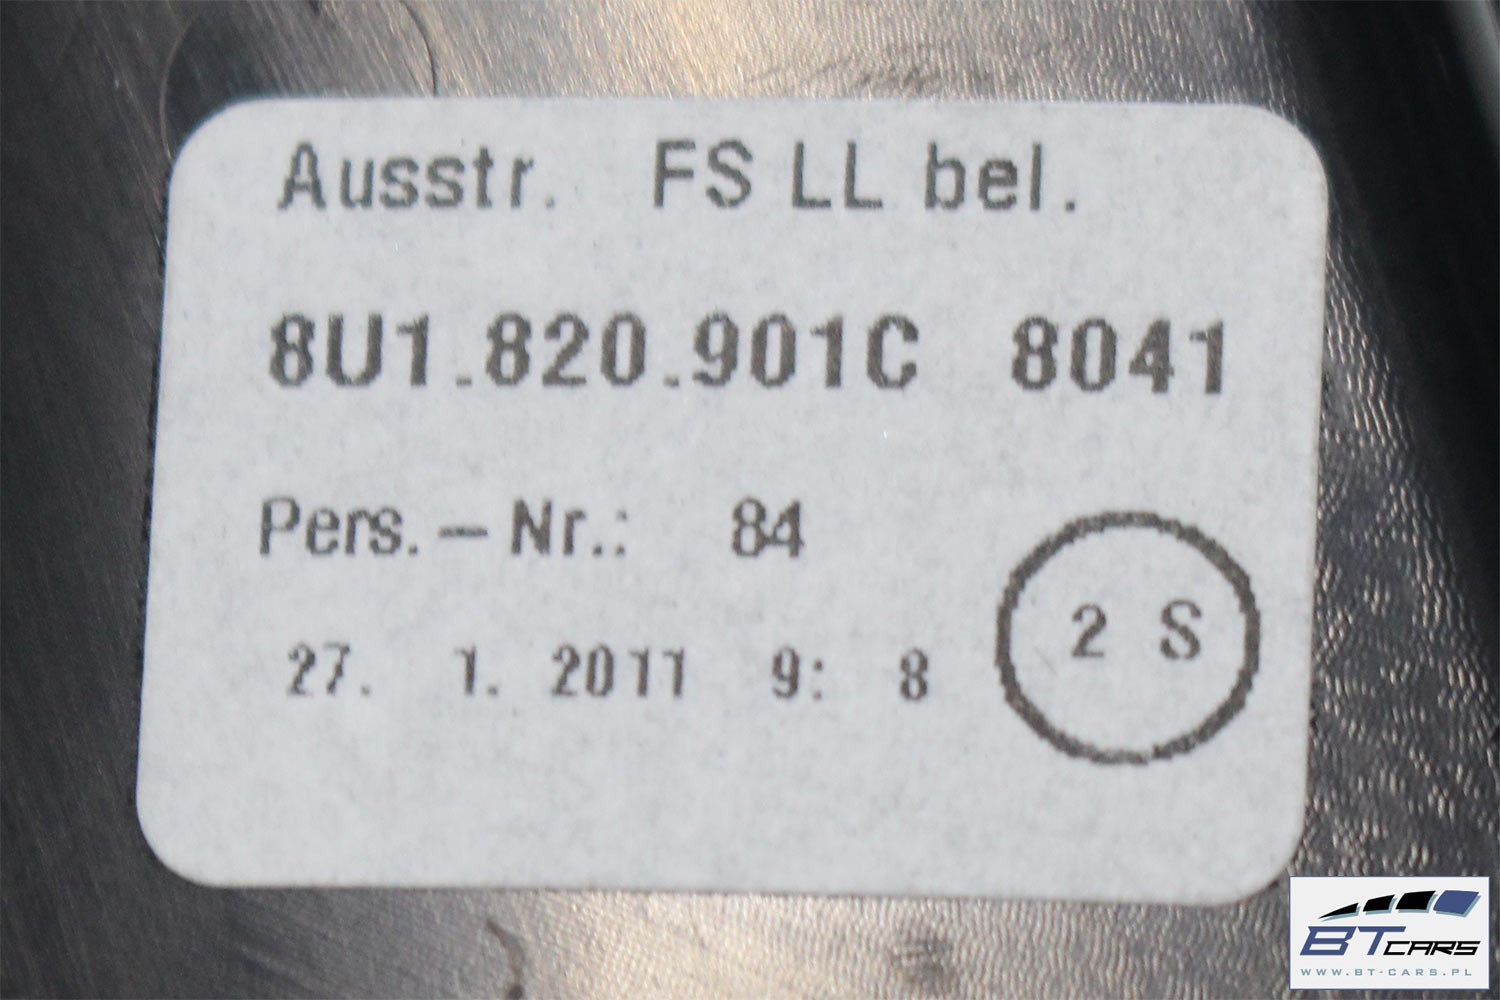 Ausstr. FS LL bel.
8U1.820.901C 8041
Pers.-Nr.: 84
2 S
27. 1. 2011 9: 8
BT CARS
WWW.BT-CARS.PL